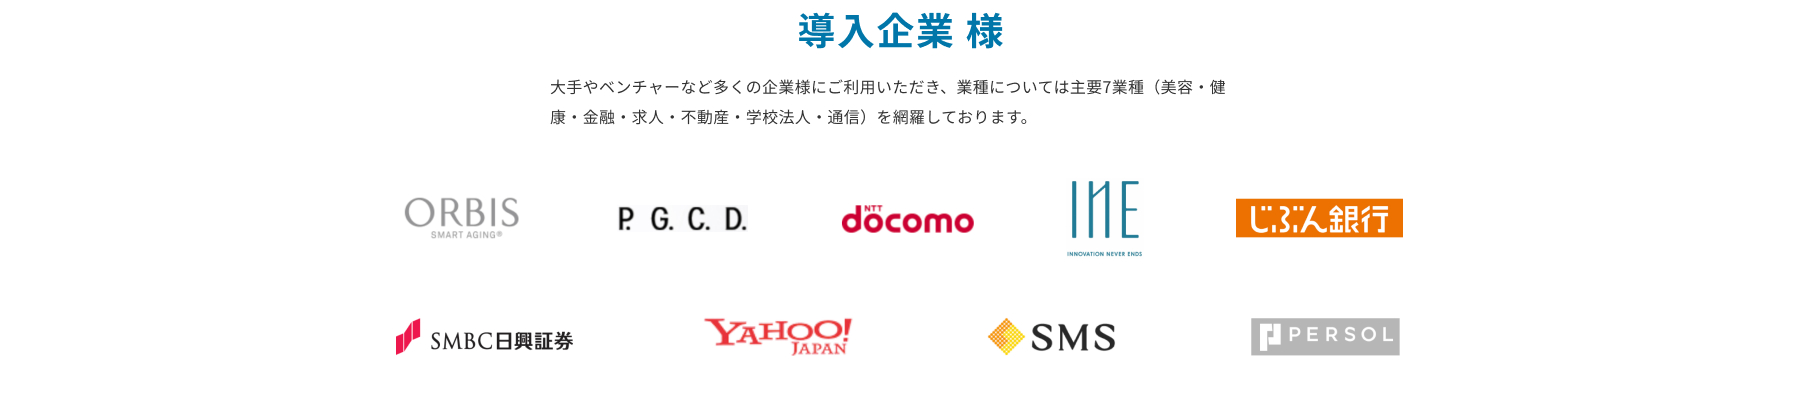 導入企業 様
大手やベンチャーなど多くの企業様にご利用いただき、業種については主要7業種（美容・健
康・金融・求人・不動産・学校法人・通信）を網羅しております。
ORBIS
SMART AGING®
P. G. C. D.
NTT
docomo
INE
INNOVATION NEVER ENDS
じぶん銀行
SMBC日興証券
YAHOO!
JAPAN
SMS
PERSOL